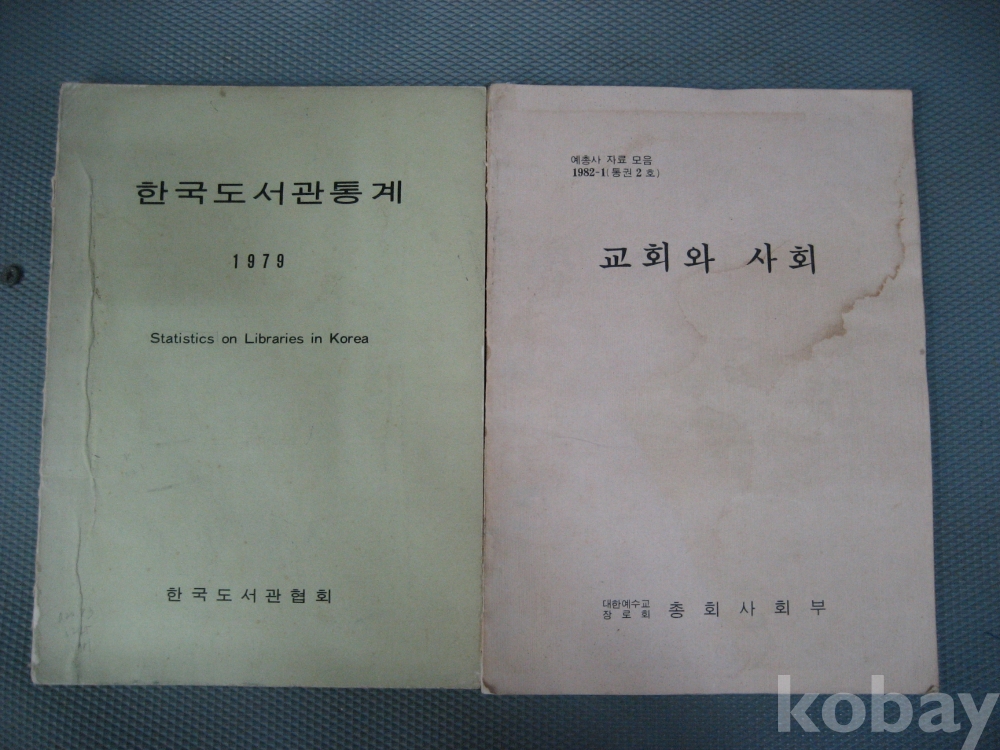 한국도서관통계
1979
Statistics on Libraries in Korea
한국도서관협회
예총사 자료 모음
1982-1(통권 2 호)
교회와 사회
대한예수교
장로회
총회사회부
kobay